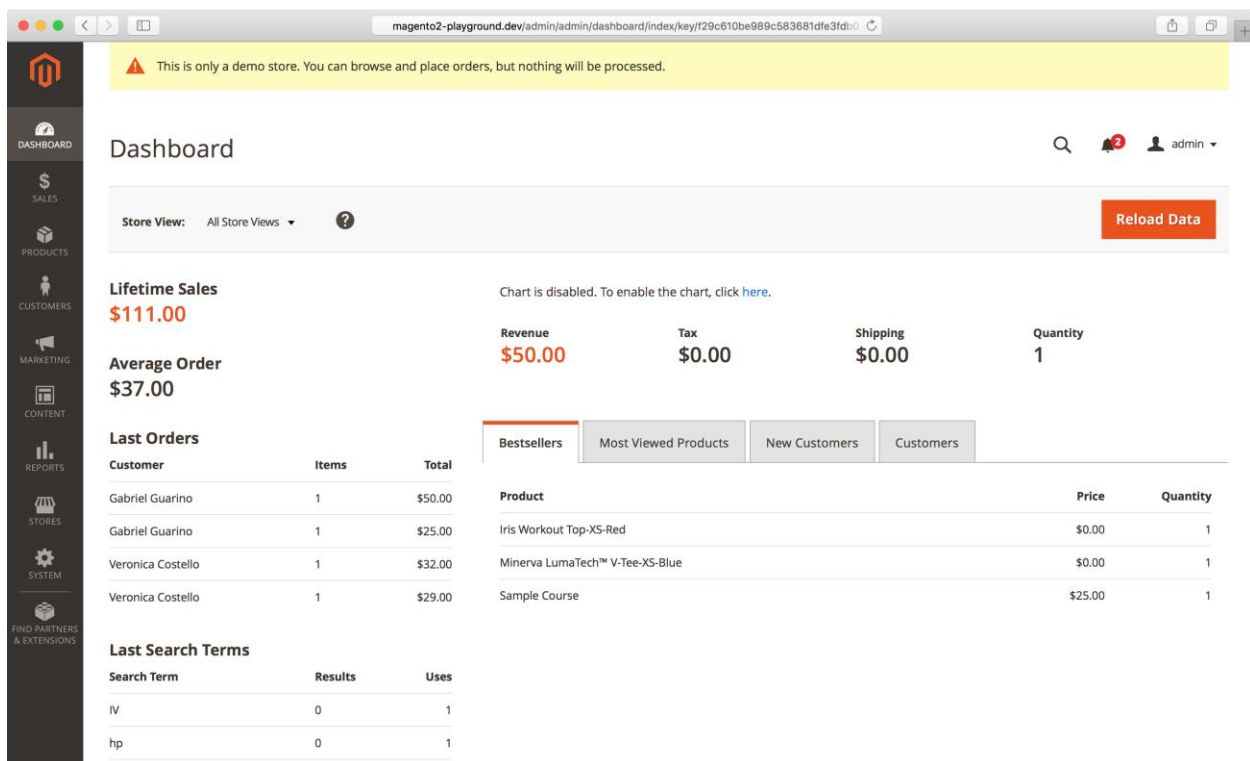 magento2-playground.dev/admin/admin/dashboard/index/key/f29c610be989c583681dfe3fdb
This is only a demo store. You can browse and place orders, but nothing will be processed.
DASHBOARD
SALES
PRODUCTS
CUSTOMERS
MARKETING
CONTENT
REPORTS
STORES
SYSTEM
FIND PARTNERS
& EXTENSIONS
Dashboard
2
admin
Store View: All Store Views ?
Reload Data
Lifetime Sales
$111.00
Average Order
$37.00
Chart is disabled. To enable the chart, click here.
Revenue Tax Shipping Quantity
$50.00 $0.00 $0.00 1
Last Orders
Customer Items Total
Gabriel Guarino 1 $50.00
Gabriel Guarino 1 $25.00
Veronica Costello 1 $32.00
Veronica Costello 1 $29.00
Last Search Terms
Search Term Results Uses
IV 0 1
hp 0 1
Bestsellers Most Viewed Products New Customers Customers
Product Price Quantity
Iris Workout Top-XS-Red $0.00 1
Minerva LumaTech™ V-Tee-XS-Blue $0.00 1
Sample Course $25.00 1